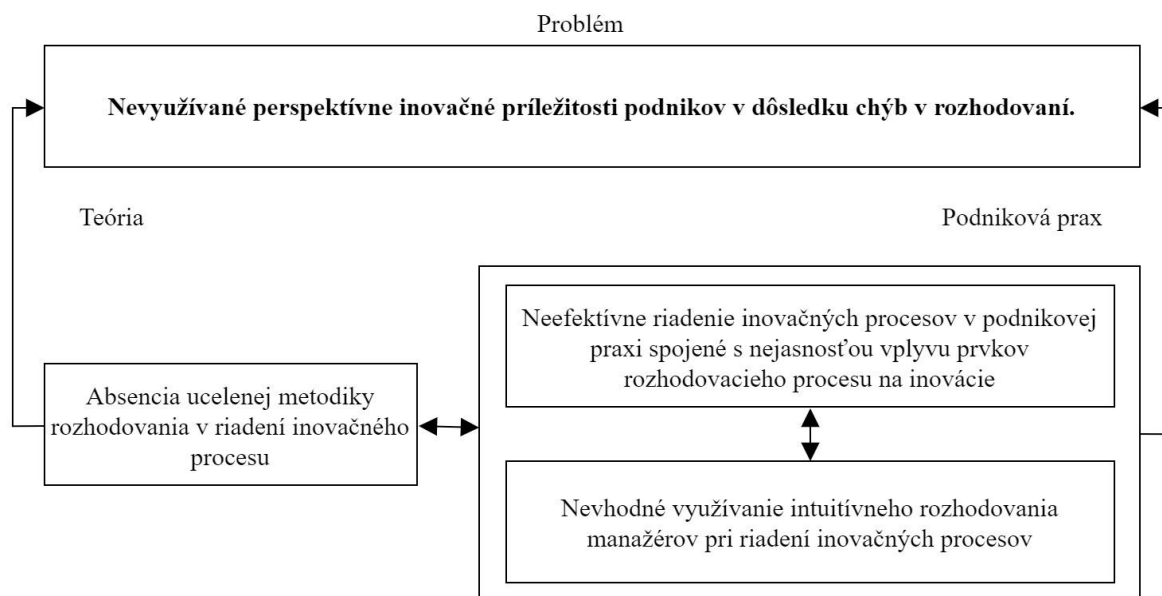 Problém
Nevyužívané perspektívne inovačné príležitosti podnikov v dôsledku chýb v rozhodovaní.
Teória
Podniková prax
Neefektívne riadenie inovačných procesov v podnikovej
praxi spojené s nejasnosťou vplyvu prvkov
rozhodovacieho procesu na inovácie
Absencia ucelenej metodiky
rozhodovania v riadení inovačného
procesu
Nevhodné využívanie intuitívneho rozhodovania
manažérov pri riadení inovačných procesov